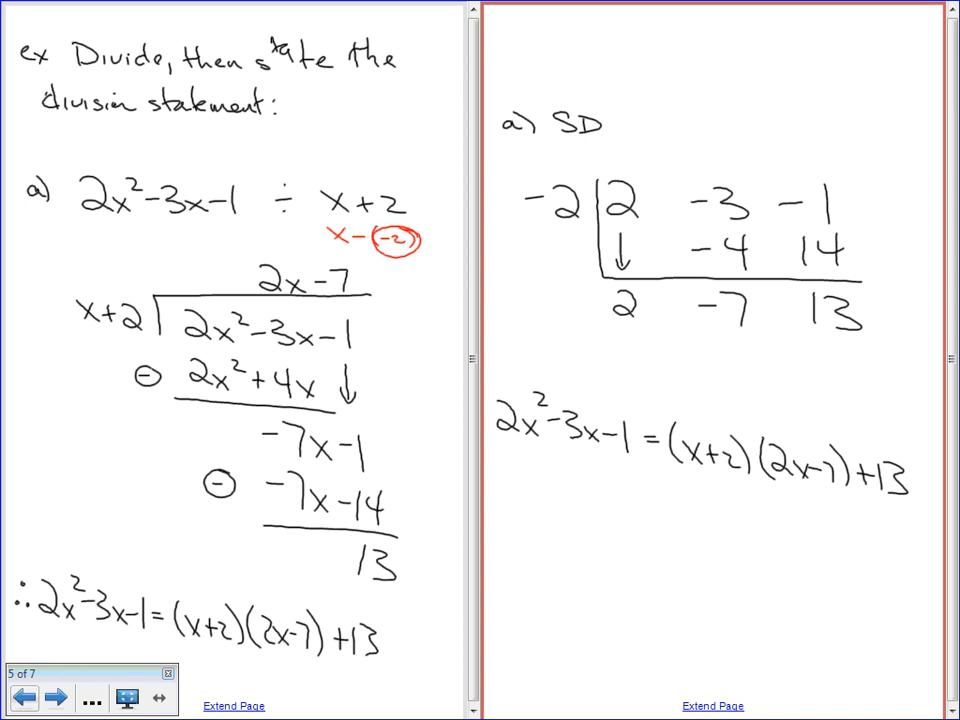 ex Divide, then state the
division statement:
a) 2x²-3x-1 ÷ x+2
x-(-2)
2x-7
x+2 2x²-3x-1
⊖ 2x²+4x ↓
-7x-1
⊖ -7x-14
13
∴ 2x²-3x-1=(x+2)(2x-7)+13
5 of 7
...
Extend Page
a) SD
-2 | 2 -3 -1
↓ -4 14
2 -7 13
2x²-3x-1=(x+2)(2x-7)+13
Extend Page